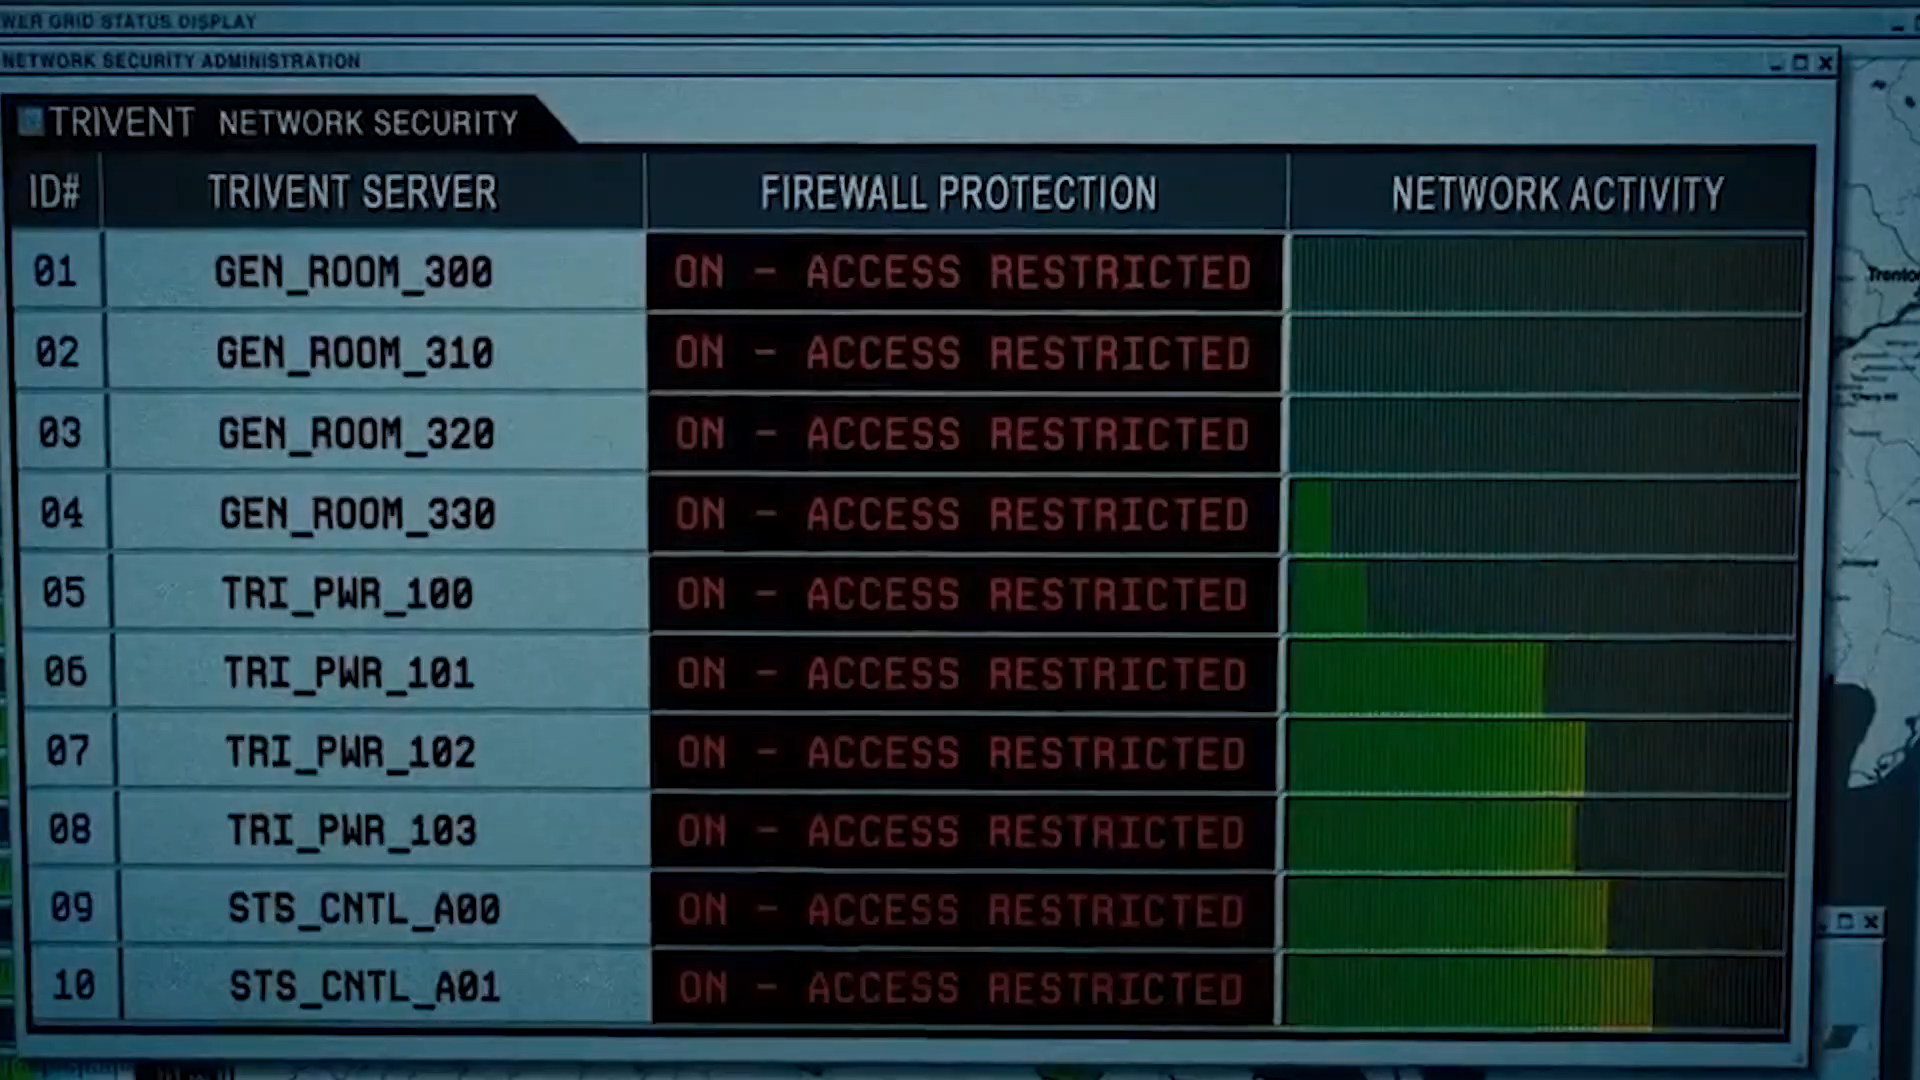 WER GRID STATUS DISPLAY
NETWORK SECURITY ADMINISTRATION
TRIVENT NETWORK SECURITY
ID# TRIVENT SERVER FIREWALL PROTECTION NETWORK ACTIVITY
01 GEN_ROOM_300 ON - ACCESS RESTRICTED
02 GEN_ROOM_310 ON - ACCESS RESTRICTED
03 GEN_ROOM_320 ON - ACCESS RESTRICTED
04 GEN_ROOM_330 ON - ACCESS RESTRICTED
05 TRI_PWR_100 ON - ACCESS RESTRICTED
06 TRI_PWR_101 ON - ACCESS RESTRICTED
07 TRI_PWR_102 ON - ACCESS RESTRICTED
08 TRI_PWR_103 ON - ACCESS RESTRICTED
09 STS_CNTL_A00 ON - ACCESS RESTRICTED
10 STS_CNTL_A01 ON - ACCESS RESTRICTED
Trento